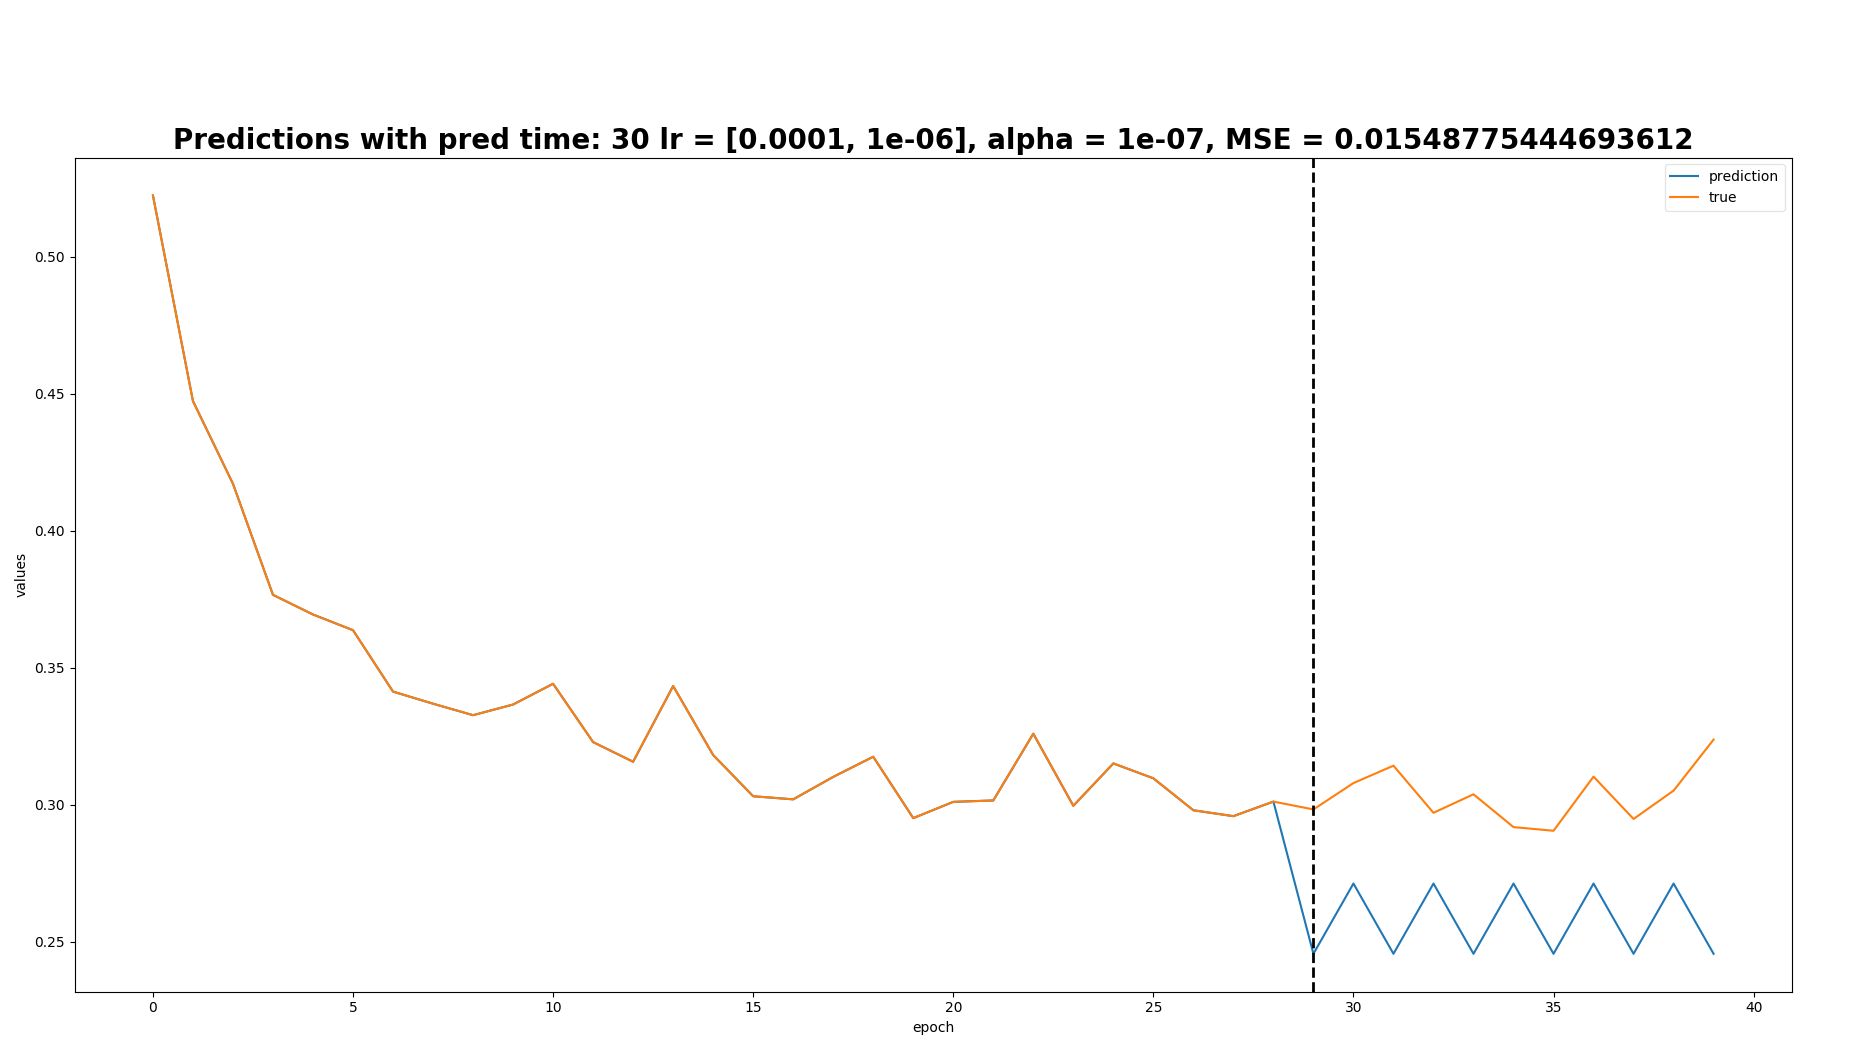 Predictions with pred time: 30 lr = [0.0001, 1e-06], alpha = 1e-07, MSE = 0.01548775444693612
prediction
true
0.50
0.45
0.40
0.35
0.30
0.25
values
0 5 10 15 20 25 30 35 40
epoch